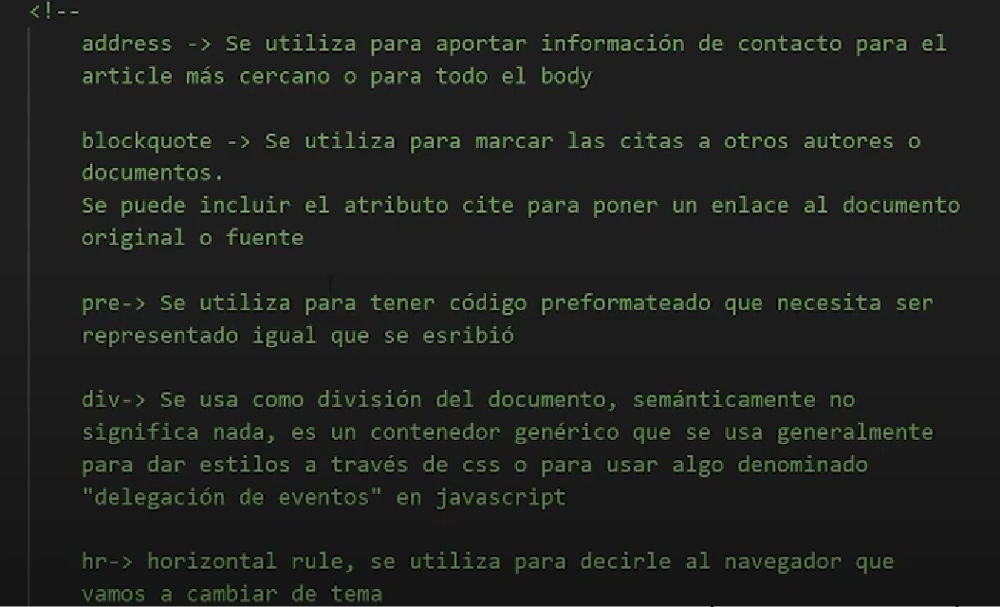 <!--
address -> Se utiliza para aportar información de contacto para el
article más cercano o para todo el body
blockquote -> Se utiliza para marcar las citas a otros autores o
documentos.
Se puede incluir el atributo cite para poner un enlace al documento
original o fuente
pre-> Se utiliza para tener código preformateado que necesita ser
representado igual que se esribió
div-> Se usa como división del documento, semánticamente no
significa nada, es un contenedor genérico que se usa generalmente
para dar estilos a través de css o para usar algo denominado
"delegación de eventos" en javascript
hr-> horizontal rule, se utiliza para decirle al navegador que
vamos a cambiar de tema